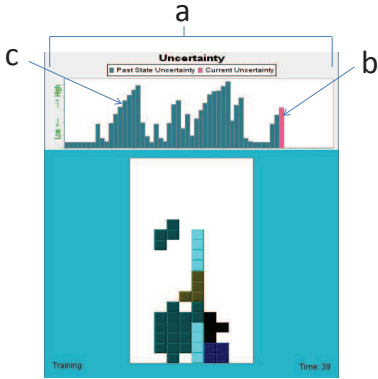 a
c
b
Uncertainty
Past State Uncertainty Current Uncertainty
High
Low
Training
Time: 39